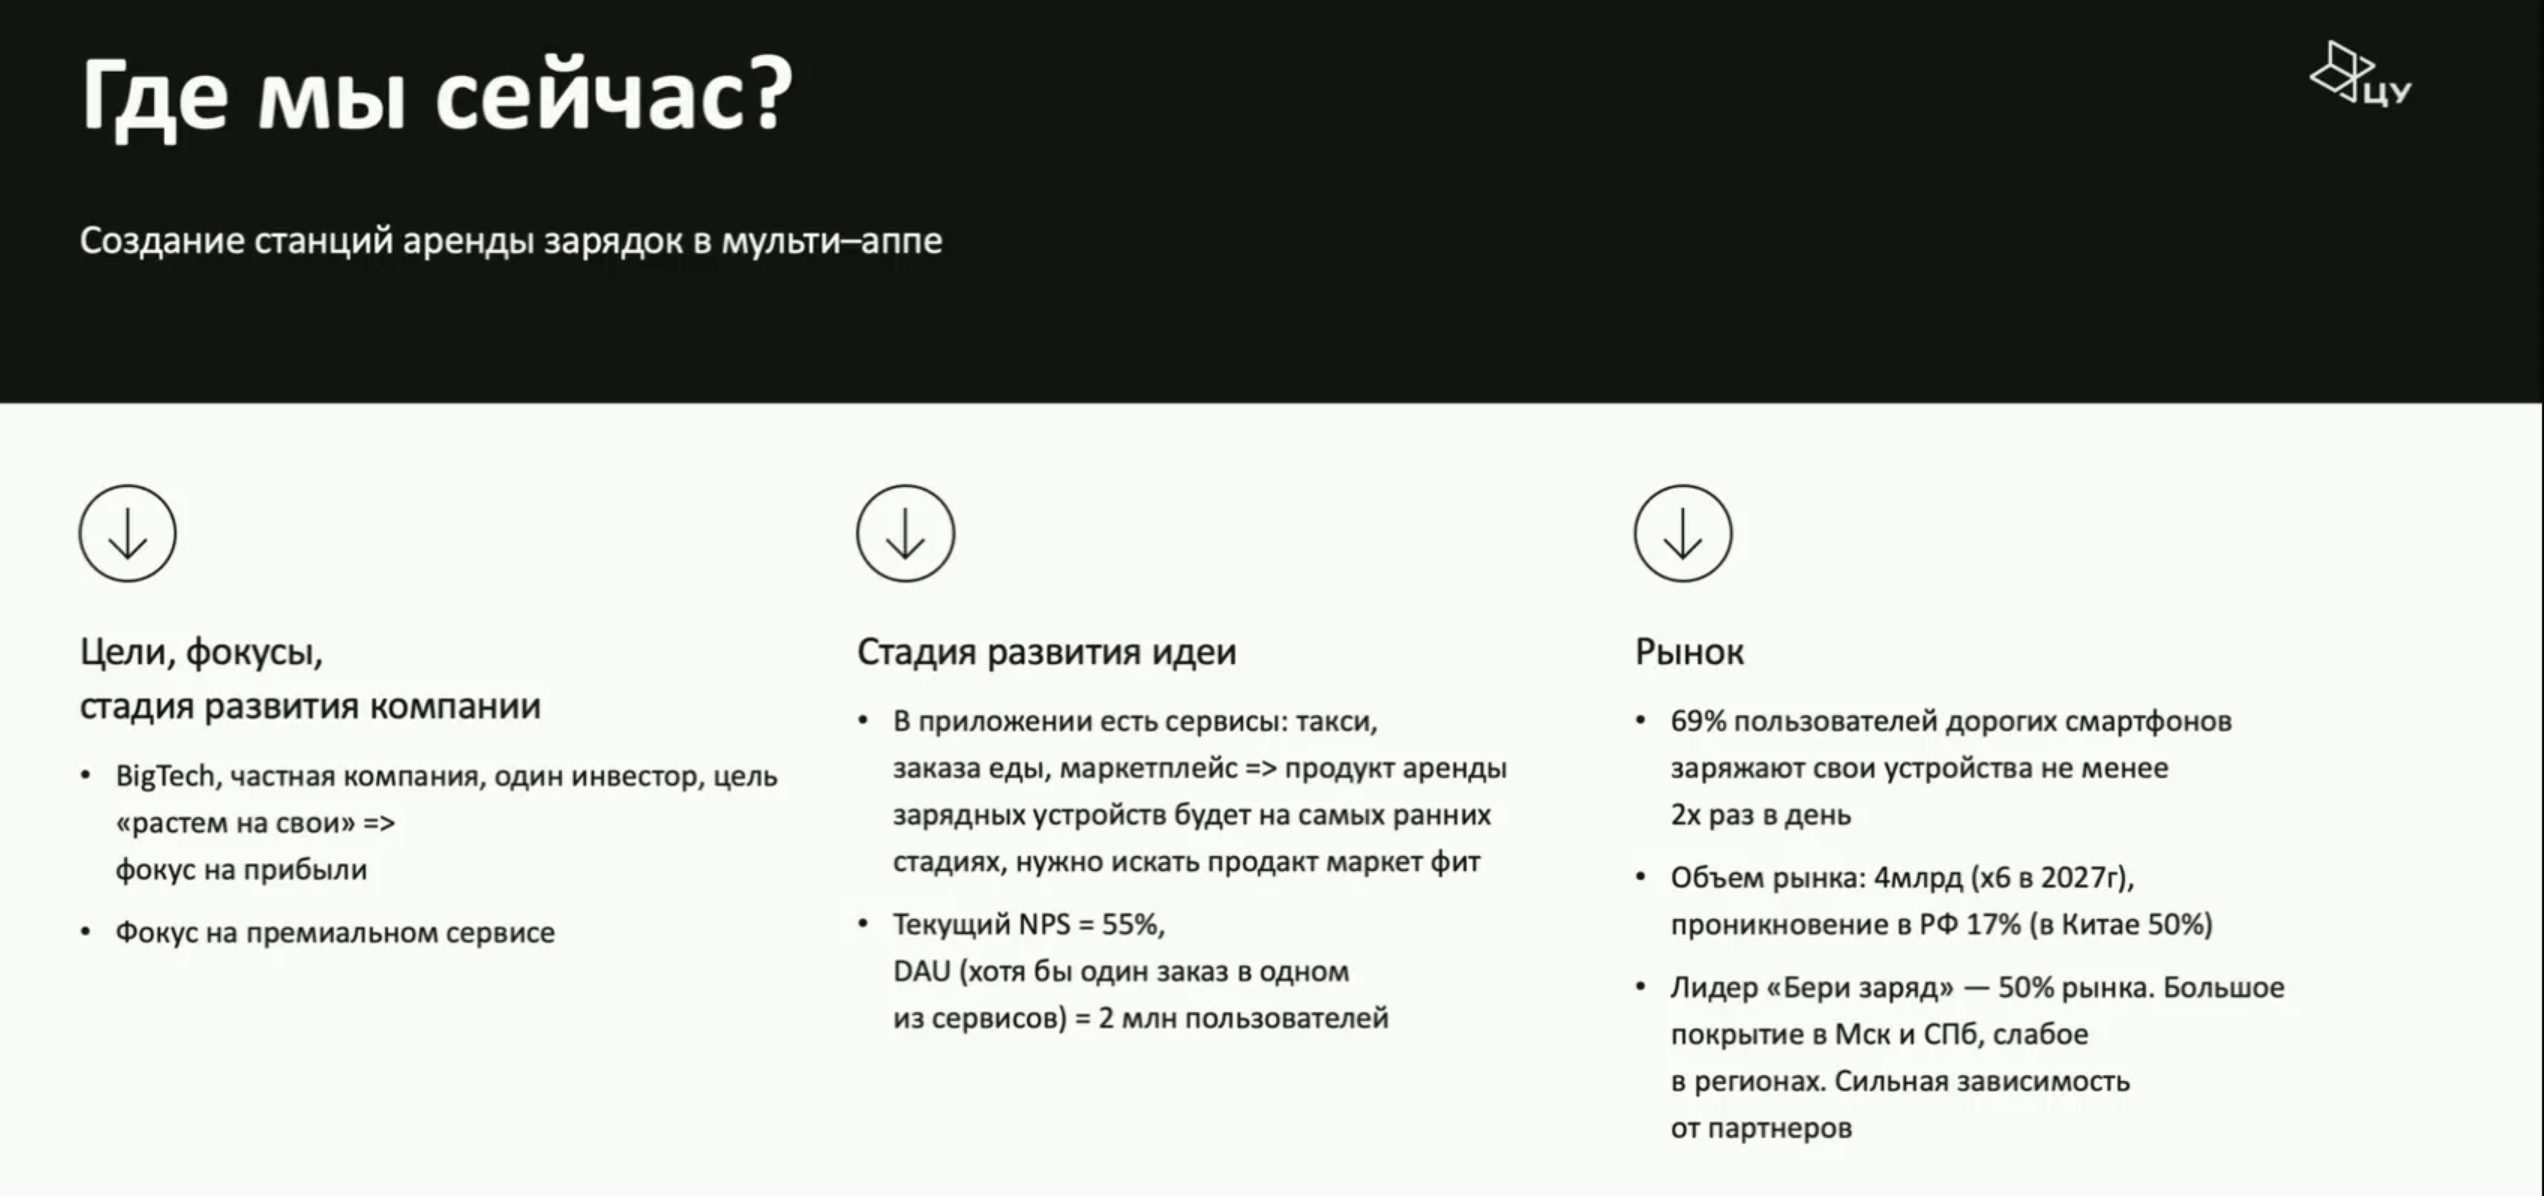 Где мы сейчас?
ЦУ
Создание станций аренды зарядок в мульти–аппе
Цели, фокусы,
стадия развития компании
• BigTech, частная компания, один инвестор, цель
«растем на свои» =>
фокус на прибыли
• Фокус на премиальном сервисе
Стадия развития идеи
• В приложении есть сервисы: такси,
заказа еды, маркетплейс => продукт аренды
зарядных устройств будет на самых ранних
стадиях, нужно искать продакт маркет фит
• Текущий NPS = 55%,
DAU (хотя бы один заказ в одном
из сервисов) = 2 млн пользователей
Рынок
• 69% пользователей дорогих смартфонов
заряжают свои устройства не менее
2х раз в день
• Объем рынка: 4млрд (х6 в 2027г),
проникновение в РФ 17% (в Китае 50%)
• Лидер «Бери заряд» — 50% рынка. Большое
покрытие в Мск и СПб, слабое
в регионах. Сильная зависимость
от партнеров